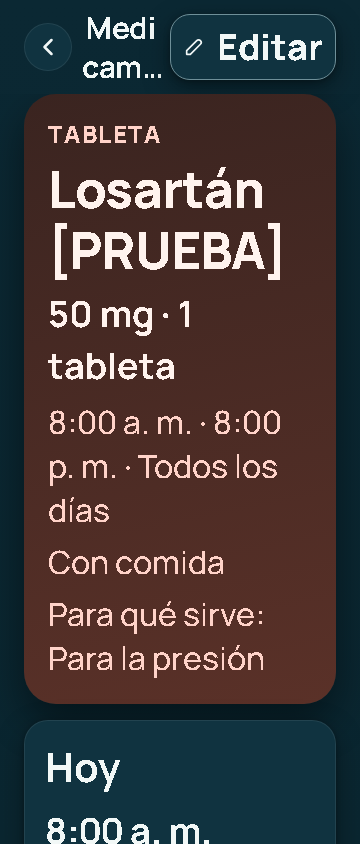 Medi
cam...
Editar
TABLETA
Losartán
[PRUEBA]
50 mg · 1
tableta
8:00 a. m. · 8:00
p. m. · Todos los
días
Con comida
Para qué sirve:
Para la presión
Hoy
8:00 a. m.